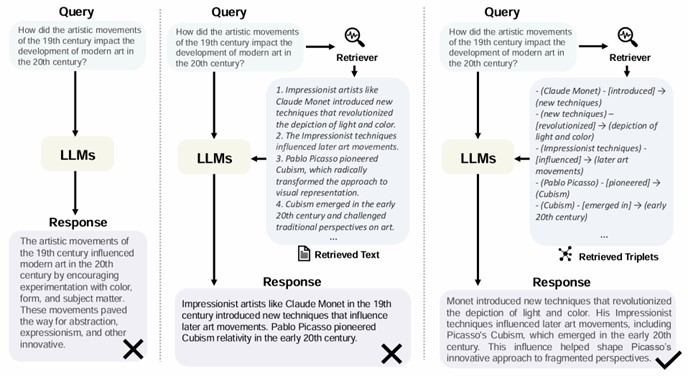 Query
How did the artistic movements
of the 19th century impact the
development of modern art in
the 20th century?
LLMs
Response
The artistic movements of
the 19th century influenced
modern art in the 20th
century by encouraging
experimentation with color,
form, and subject matter.
These movements paved
the way for abstraction,
expressionism, and other
innovative.
Query
How did the artistic movements
of the 19th century impact the
development of modern art in
the 20th century?
Retriever
1. Impressionist artists like
Claude Monet introduced new
techniques that revolutionized
the depiction of light and color.
2. The Impressionist techniques
influenced later art movements.
3. Pablo Picasso pioneered
Cubism, which radically
transformed the approach to
visual representation.
4. Cubism emerged in the early
20th century and challenged
traditional perspectives on art.
...
Retrieved Text
LLMs
Response
Impressionist artists like Claude Monet in the 19th
century introduced new techniques that influence
later art movements. Pablo Picasso pioneered
Cubism relativity in the early 20th century.
Query
How did the artistic movements
of the 19th century impact the
development of modern art in
the 20th century?
Retriever
- (Claude Monet) - [introduced] →
(new techniques)
- (new techniques) –
[revolutionized] → (depiction of
light and color)
- (Impressionist techniques) -
[influenced] → (later art
movements)
- (Pablo Picasso) - [pioneered] →
(Cubism)
- (Cubism) - [emerged in] → (early
20th century)
...
Retrieved Triplets
LLMs
Response
Monet introduced new techniques that revolutionized
the depiction of light and color. His Impressionist
techniques influenced later art movements, including
Picasso's Cubism, which emerged in the early 20th
century. This influence helped shape Picasso's
innovative approach to fragmented perspectives.